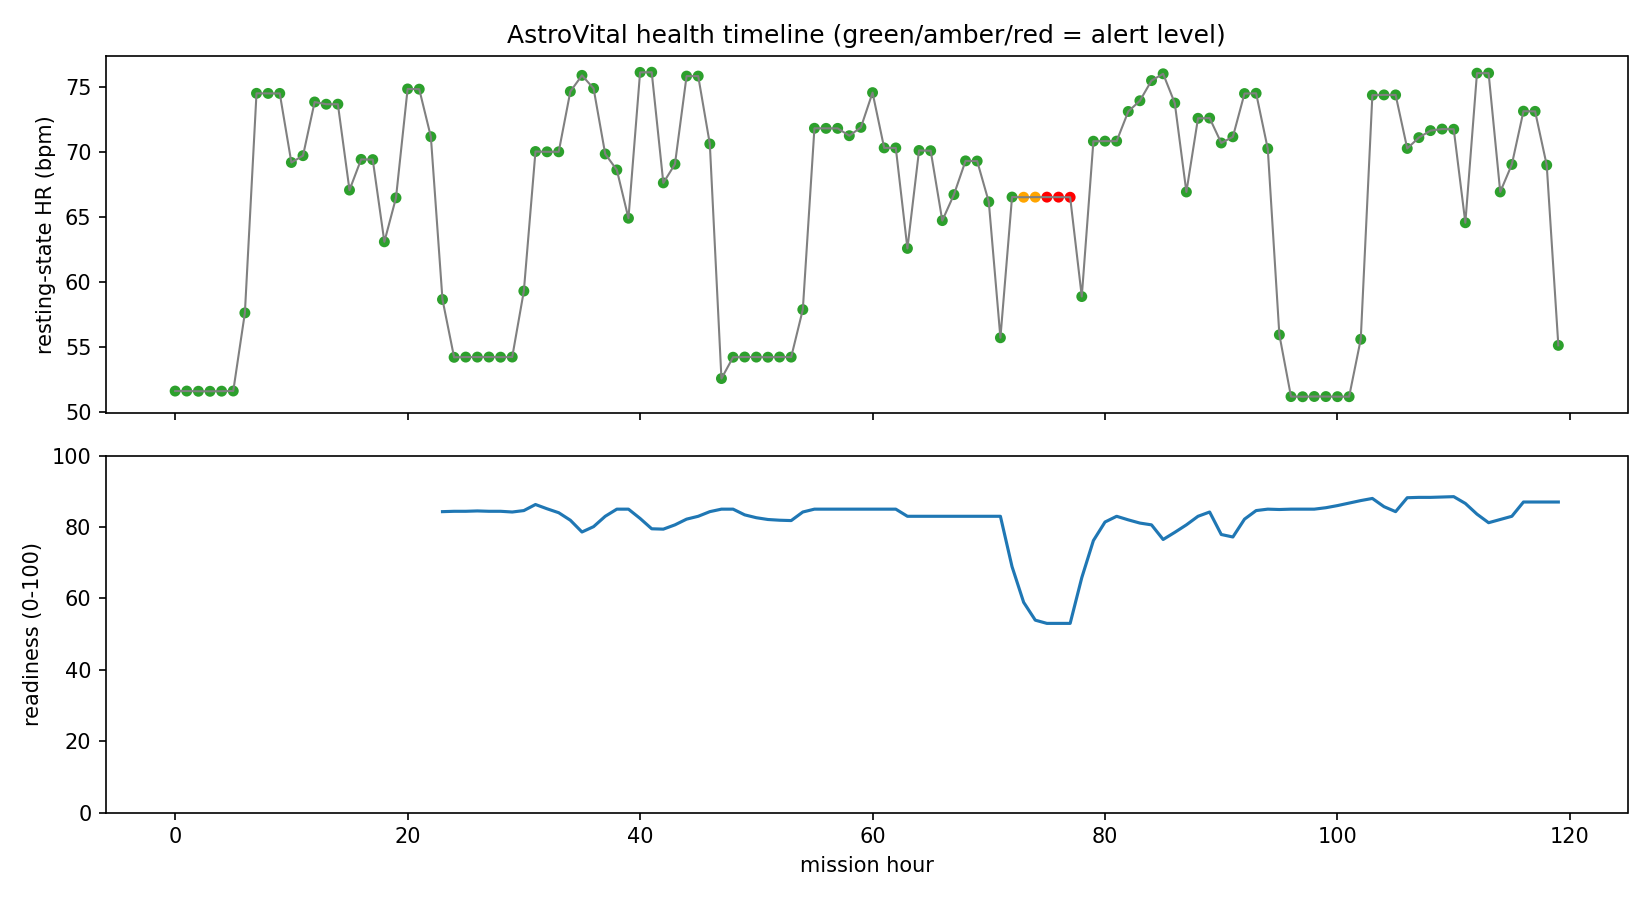 AstroVital health timeline (green/amber/red = alert level)
resting-state HR (bpm)
75
70
65
60
55
50
readiness (0-100)
100
80
60
40
20
0
0 20 40 60 80 100 120
mission hour